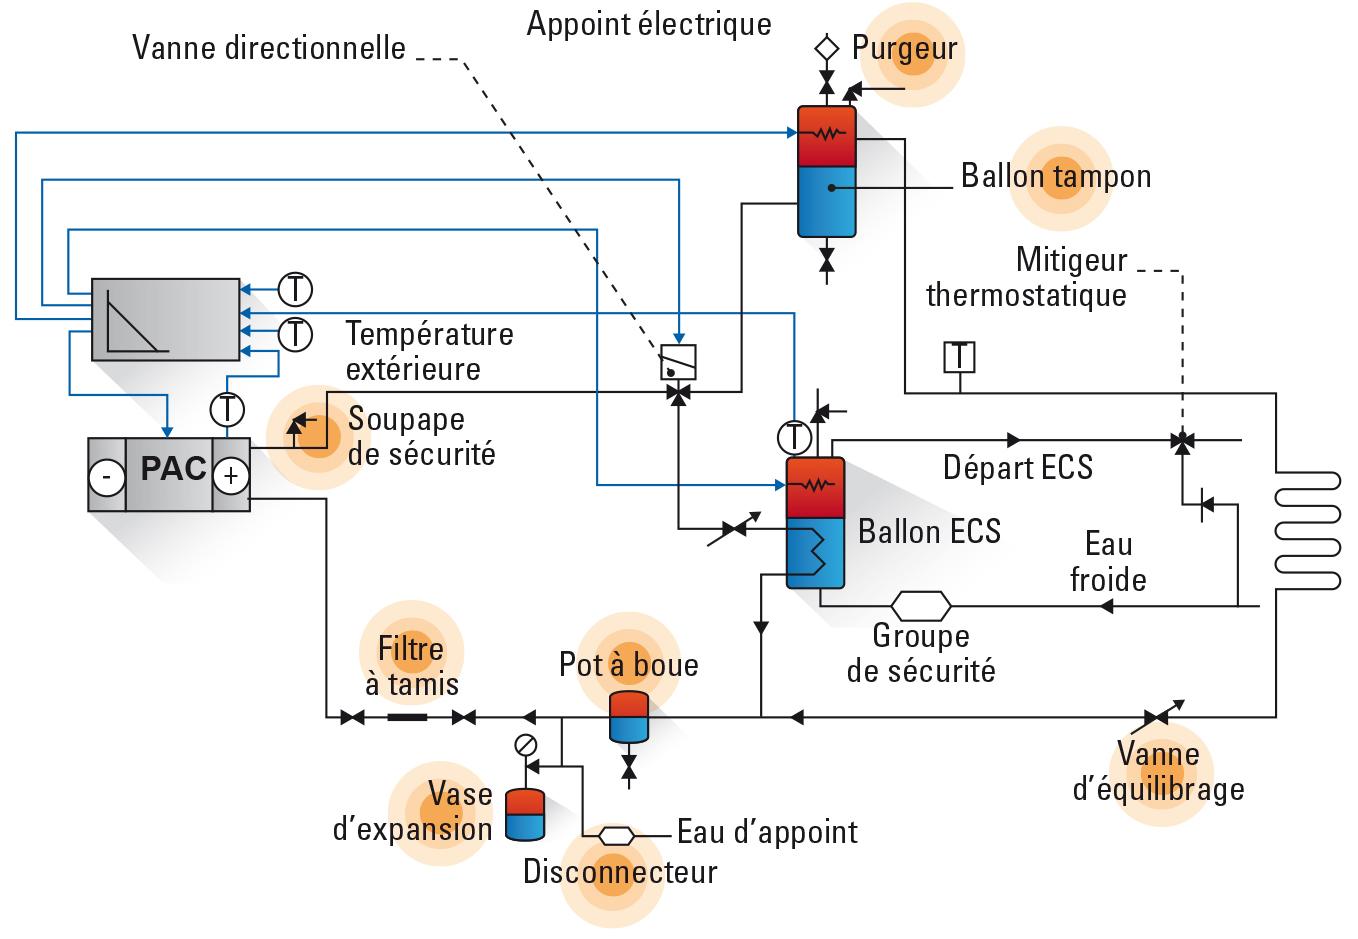 Appoint électrique
Vanne directionnelle
Purgeur
Ballon tampon
Mitigeur
thermostatique
T
T
Température
extérieure
T
T
Soupape
de sécurité
T
PAC
-
+
Départ ECS
Ballon ECS
Eau
froide
Groupe
de sécurité
Filtre
à tamis
Pot à boue
Vanne
d'équilibrage
Vase
d'expansion
Eau d'appoint
Disconnecteur